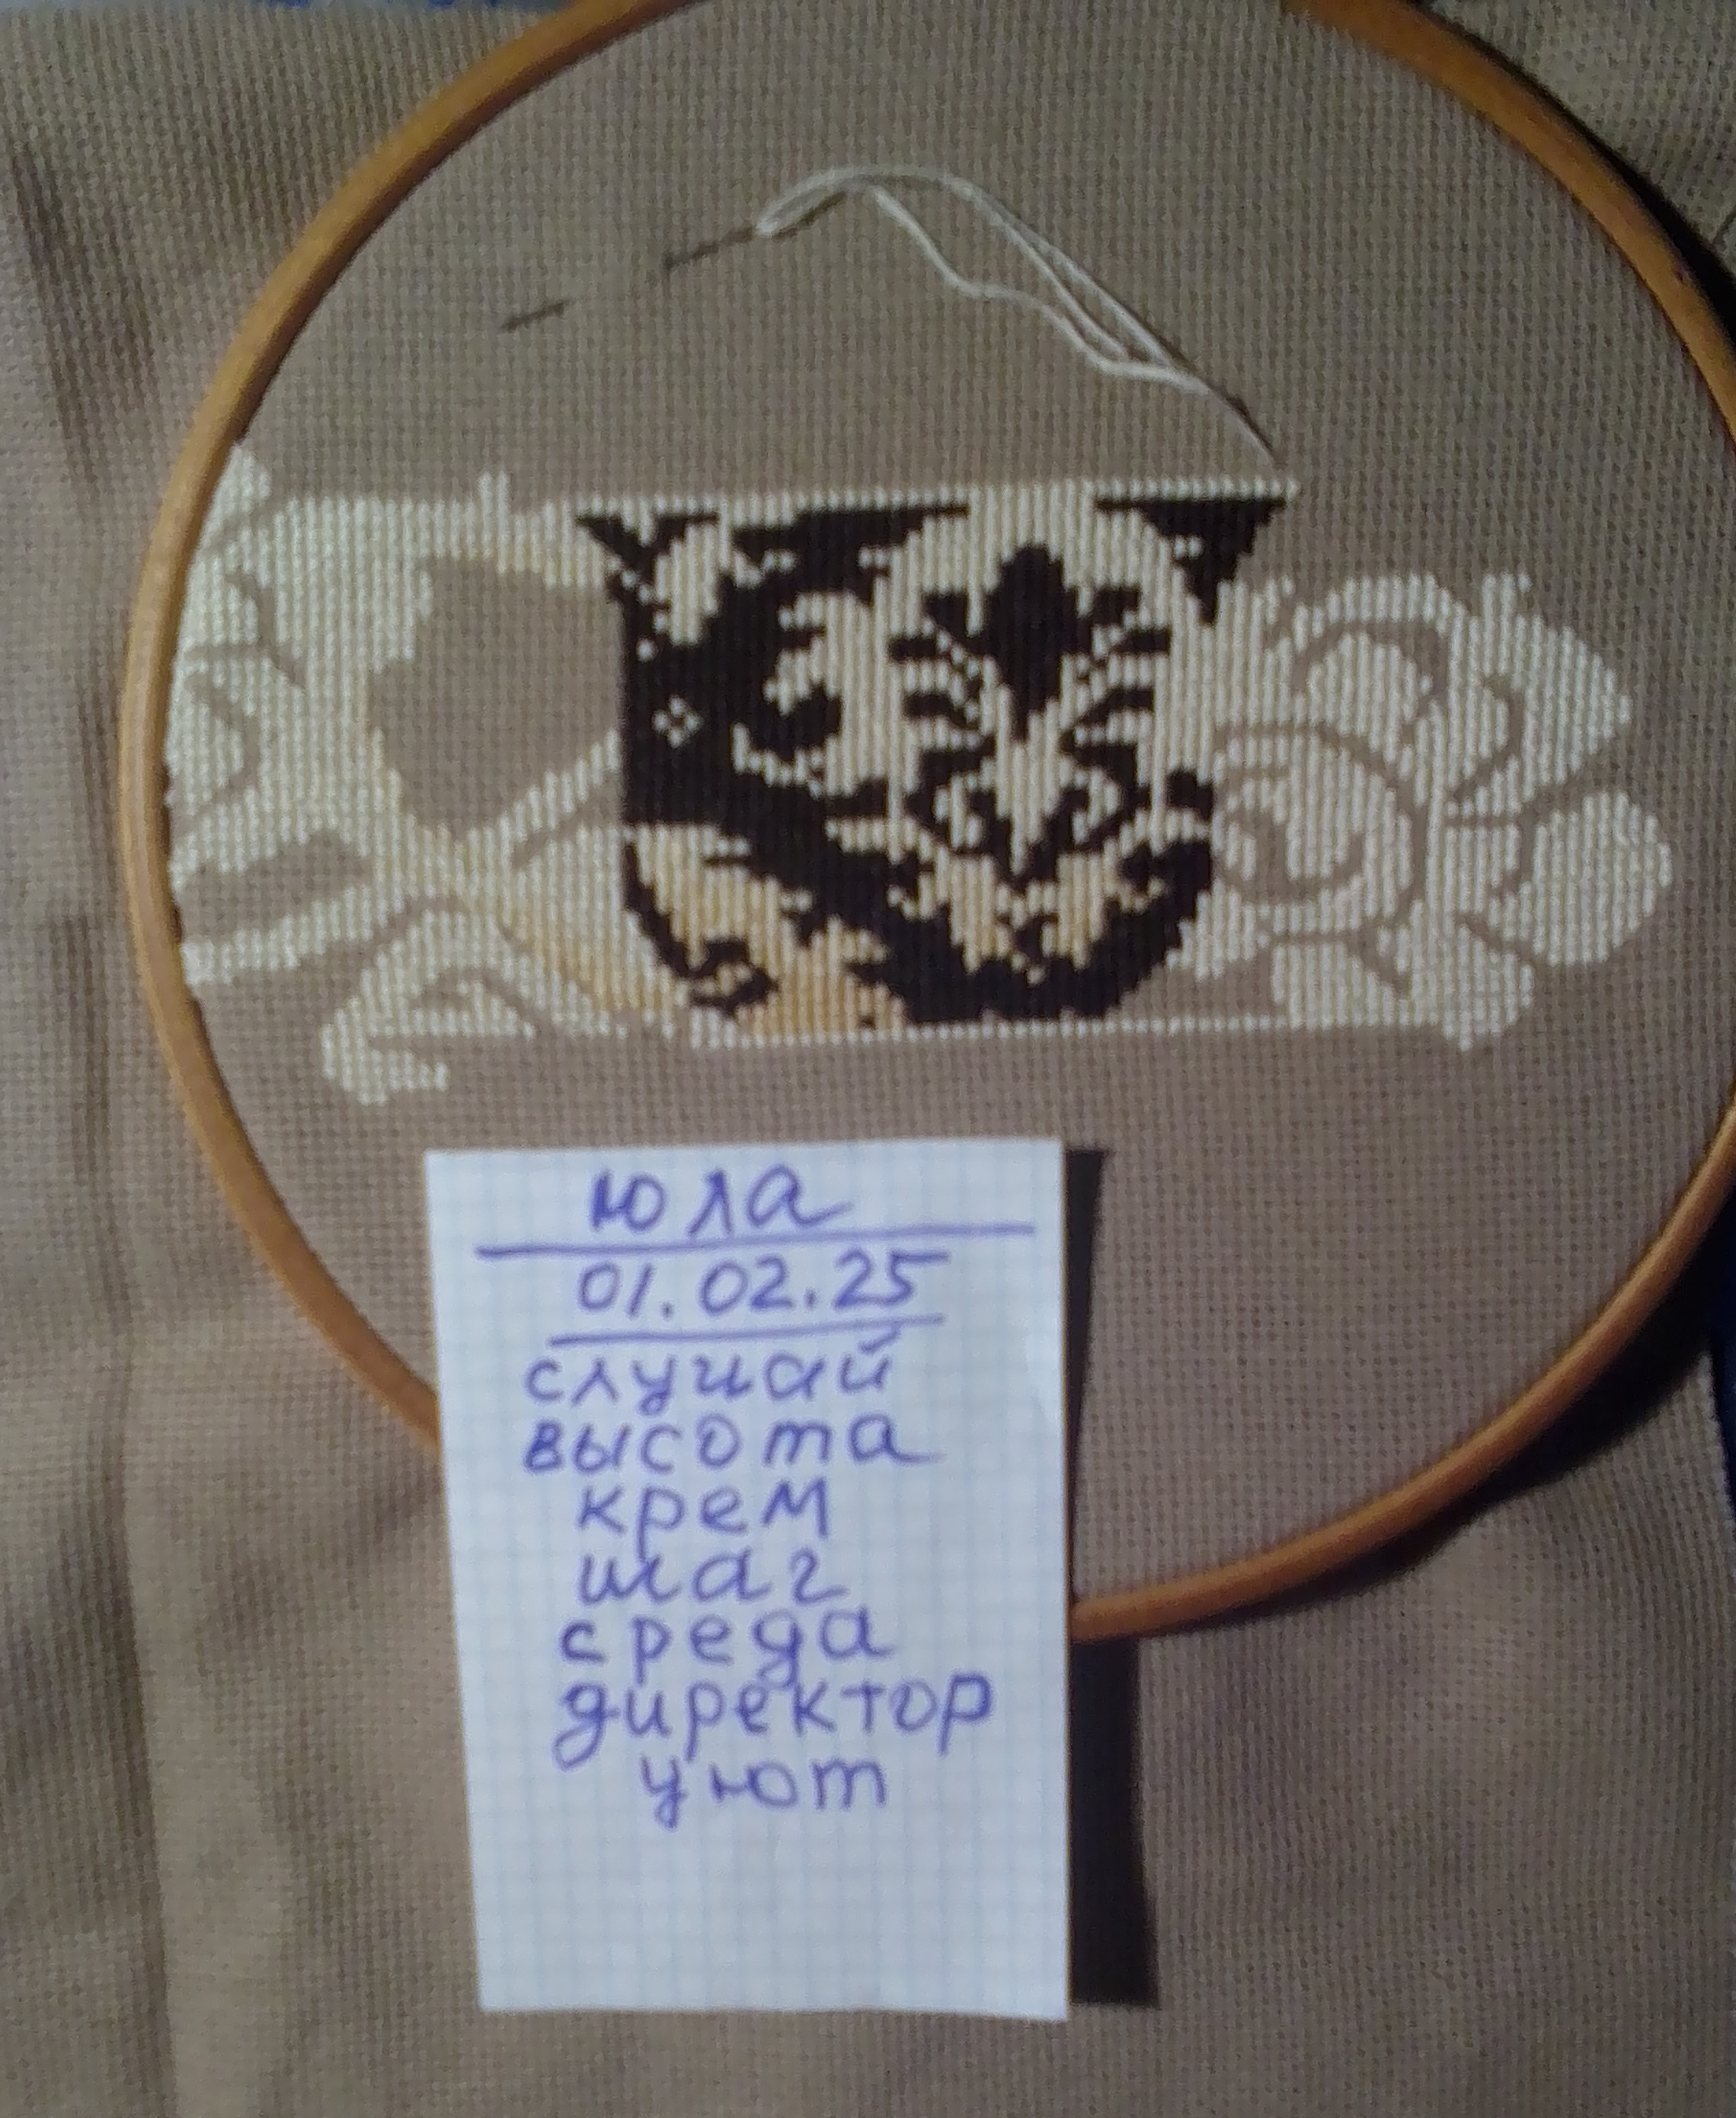 юла
01.02.25
случай
высота
крем
шаг
среда
директор
уют